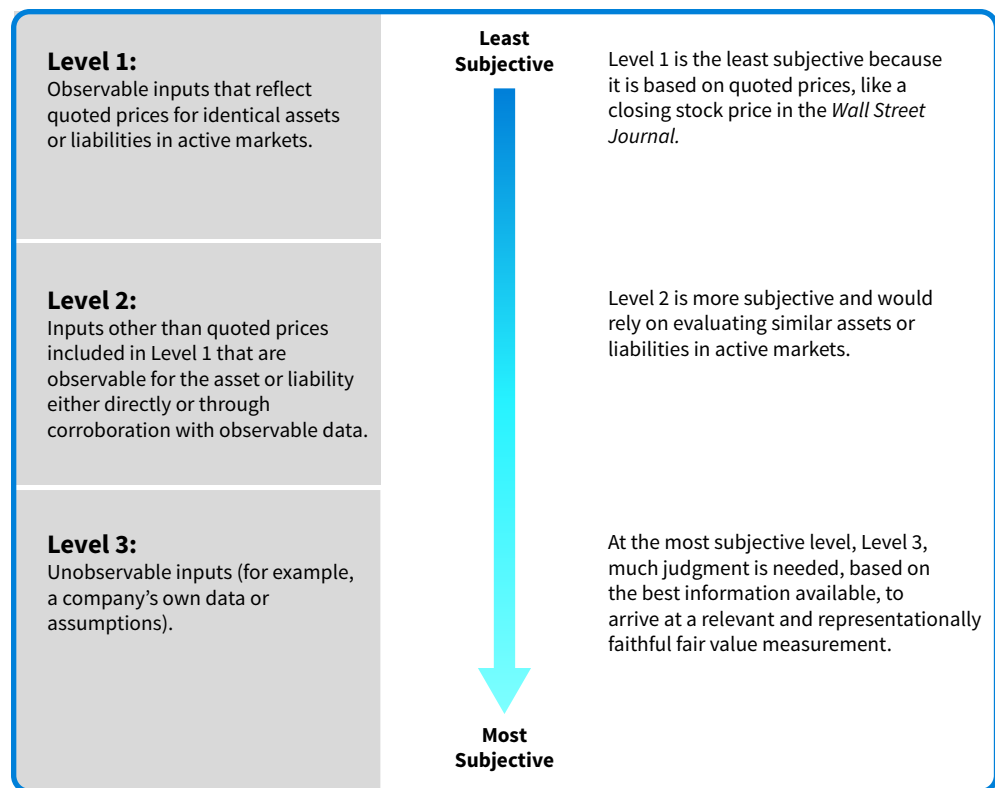 Level 1:
Observable inputs that reflect
quoted prices for identical assets
or liabilities in active markets.
Least
Subjective
Level 1 is the least subjective because
it is based on quoted prices, like a
closing stock price in the Wall Street
Journal.
Level 2:
Inputs other than quoted prices
included in Level 1 that are
observable for the asset or liability
either directly or through
corroboration with observable data.
Level 2 is more subjective and would
rely on evaluating similar assets or
liabilities in active markets.
Level 3:
Unobservable inputs (for example,
a company’s own data or
assumptions).
At the most subjective level, Level 3,
much judgment is needed, based on
the best information available, to
arrive at a relevant and representationally
faithful fair value measurement.
Most
Subjective